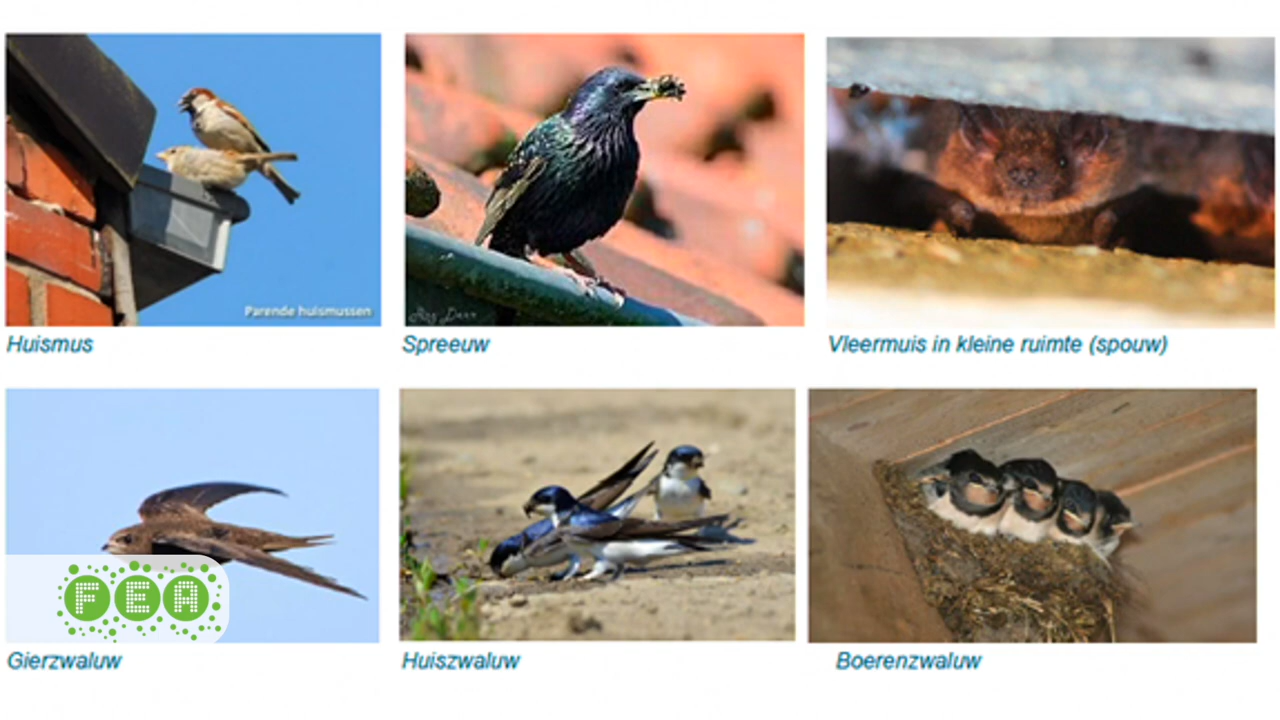 Parende huismussen
Huismus
Spreeuw
Vleermuis in kleine ruimte (spouw)
FEA
Gierzwaluw
Huiszwaluw
Boerenzwaluw